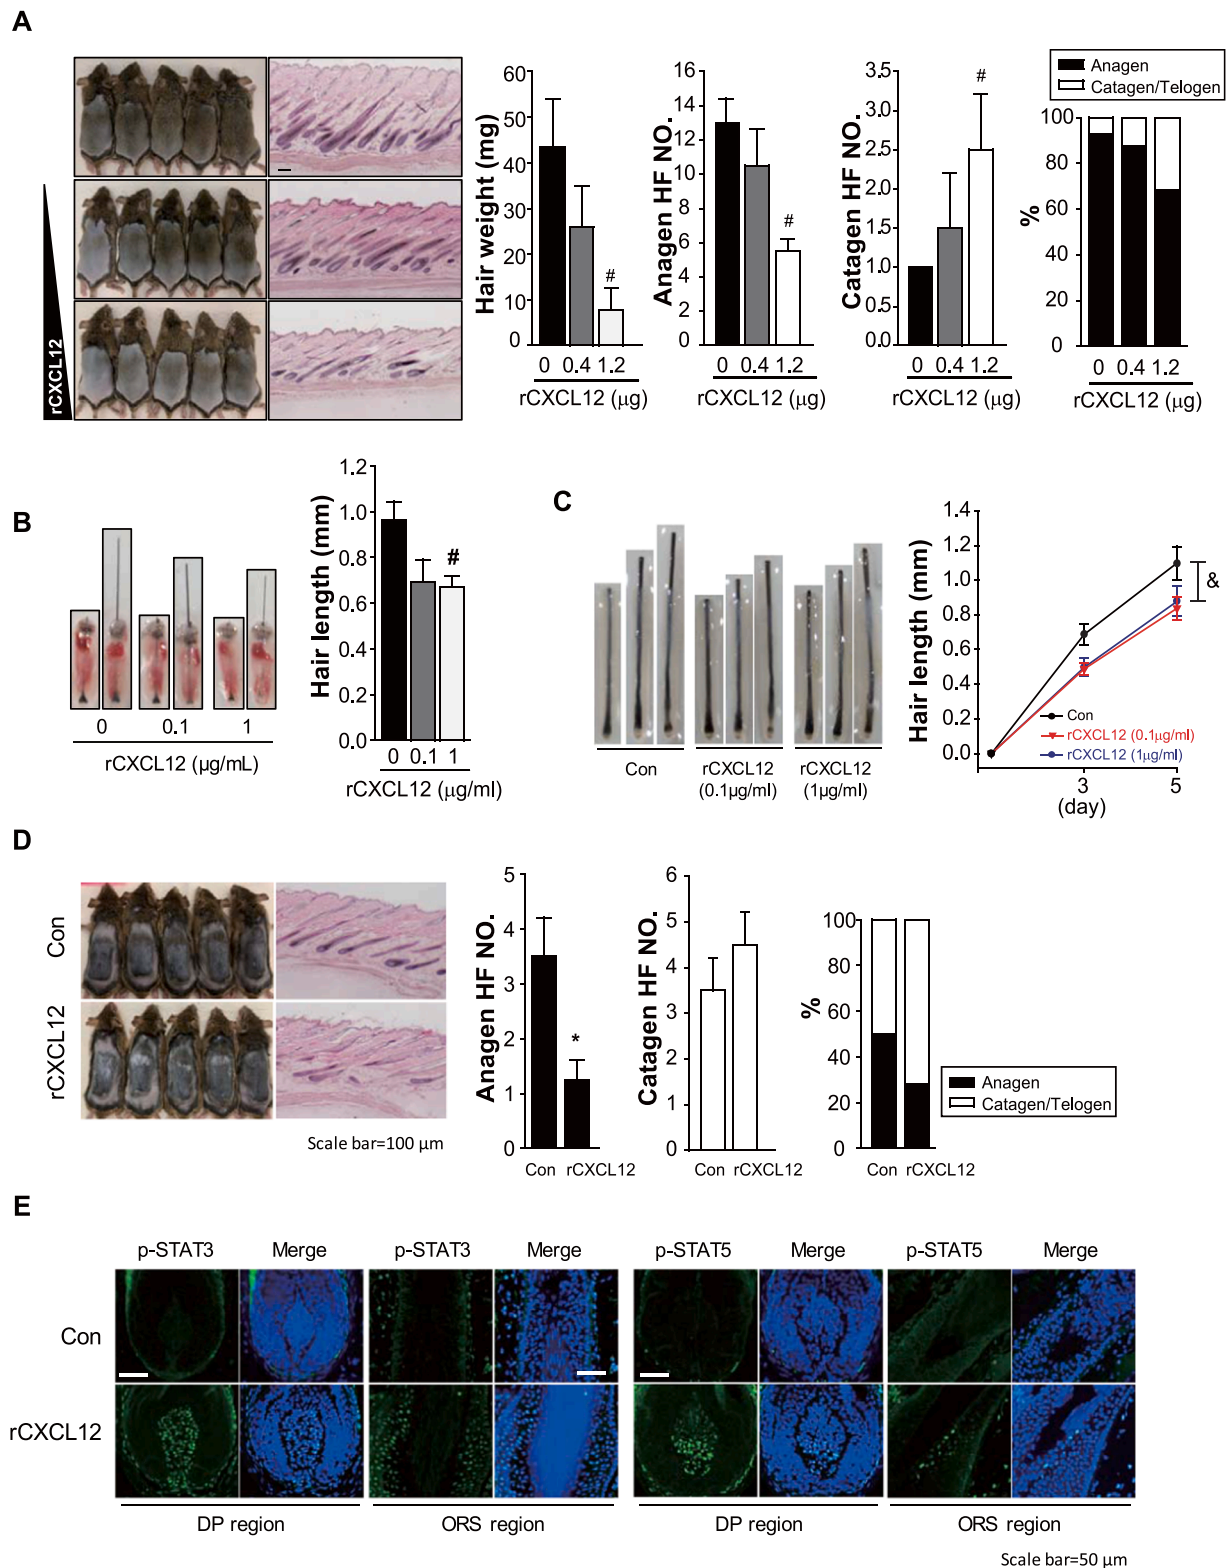 A
rCXCL12
Hair weight (mg)
60
50
40
30
20
10
0
0 0.4 1.2
rCXCL12 (µg)
#
Anagen HF NO.
16
14
12
10
8
6
4
2
0
0 0.4 1.2
rCXCL12 (µg)
#
Catagen HF NO.
3.5
3.0
2.5
2.0
1.5
1.0
0.5
0.0
0 0.4 1.2
rCXCL12 (µg)
#
Anagen
Catagen/Telogen
%
100
80
60
40
20
0
0 0.4 1.2
rCXCL12 (µg)
B
0 0.1 1
rCXCL12 (µg/mL)
Hair length (mm)
1.2
1.0
0.8
0.6
0.4
0.2
0.0
#
0 0.1 1
rCXCL12 (µg/ml)
C
Con
rCXCL12
(0.1µg/ml)
rCXCL12
(1µg/ml)
Hair length (mm)
1.4
1.2
1.0
0.8
0.6
0.4
0.2
0.0
&
Con
rCXCL12 (0.1µg/ml)
rCXCL12 (1µg/ml)
3 5
(day)
D
Con
rCXCL12
Scale bar=100 µm
Anagen HF NO.
5
4
3
2
1
0
*
Con rCXCL12
Catagen HF NO.
6
5
4
3
2
1
0
Con rCXCL12
%
100
80
60
40
20
0
Con rCXCL12
Anagen
Catagen/Telogen
E
p-STAT3 Merge p-STAT3 Merge p-STAT5 Merge p-STAT5 Merge
Con
rCXCL12
DP region ORS region DP region ORS region
Scale bar=50 µm